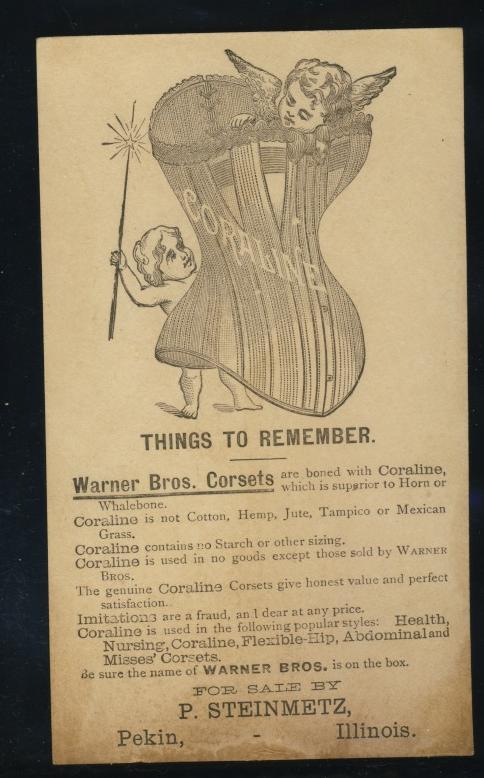 CORALINE
THINGS TO REMEMBER.
Warner Bros. Corsets are boned with Coraline,
which is superior to Horn or
Whalebone.
Coraline is not Cotton, Hemp, Jute, Tampico or Mexican
Grass.
Coraline contains no Starch or other sizing.
Coraline is used in no goods except those sold by WARNER
BROS.
The genuine Coraline Corsets give honest value and perfect
satisfaction.
Imitations are a fraud, and dear at any price.
Coraline is used in the following popular styles: Health,
Nursing, Coraline, Flexible-Hip, Abdominal and
Misses' Corsets.
Be sure the name of WARNER BROS. is on the box.
FOR SALE BY
P. STEINMETZ,
Pekin, - Illinois.